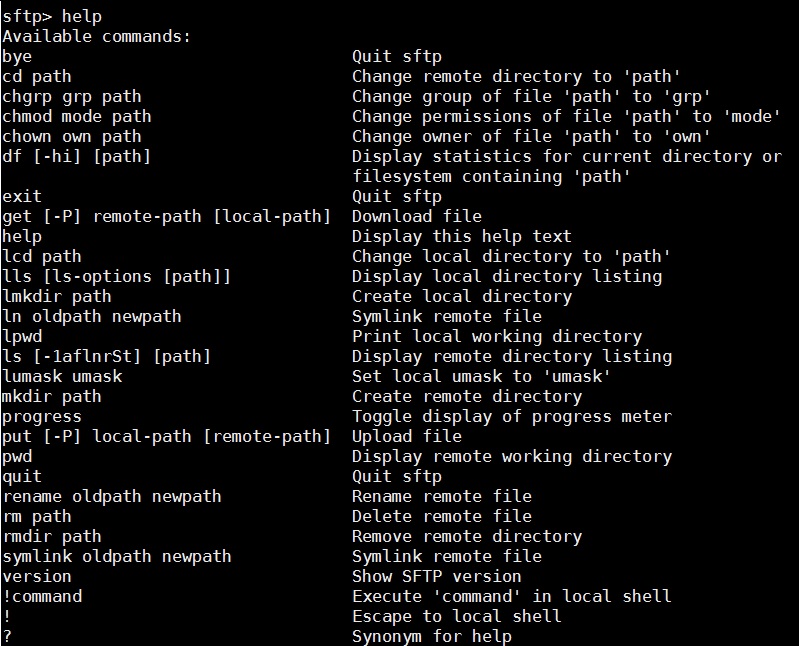 sftp> help
Available commands:
bye                                Quit sftp
cd path                            Change remote directory to 'path'
chgrp grp path                     Change group of file 'path' to 'grp'
chmod mode path                    Change permissions of file 'path' to 'mode'
chown own path                     Change owner of file 'path' to 'own'
df [-hi] [path]                    Display statistics for current directory or
                                   filesystem containing 'path'
exit                               Quit sftp
get [-P] remote-path [local-path]  Download file
help                               Display this help text
lcd path                           Change local directory to 'path'
lls [ls-options [path]]            Display local directory listing
lmkdir path                        Create local directory
ln oldpath newpath                 Symlink remote file
lpwd                               Print local working directory
ls [-1aflnrSt] [path]              Display remote directory listing
lumask umask                       Set local umask to 'umask'
mkdir path                         Create remote directory
progress                           Toggle display of progress meter
put [-P] local-path [remote-path]  Upload file
pwd                                Display remote working directory
quit                               Quit sftp
rename oldpath newpath             Rename remote file
rm path                            Delete remote file
rmdir path                         Remove remote directory
symlink oldpath newpath            Symlink remote file
version                            Show SFTP version
!command                           Execute 'command' in local shell
!                                  Escape to local shell
?                                  Synonym for help